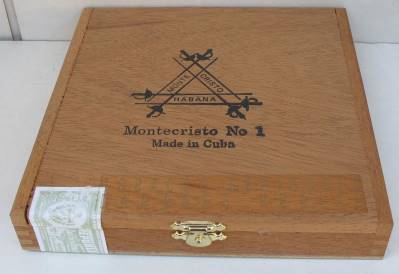 MONTE CRISTO
HABANA
Montecristo No 1
Made in Cuba